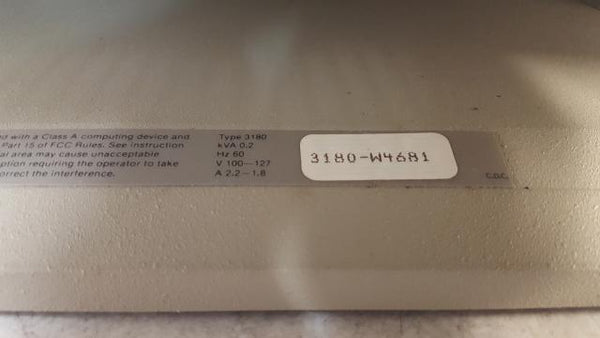 ed with a Class A computing device and
Part 15 of FCC Rules. See instruction
al area may cause unacceptable
ption requiring the operator to take
orrect the interference.
Type 3180
kVA 0.2
Hz 60
V 100—127
A 2.2—1.8
3180-W4681
C.D.C.